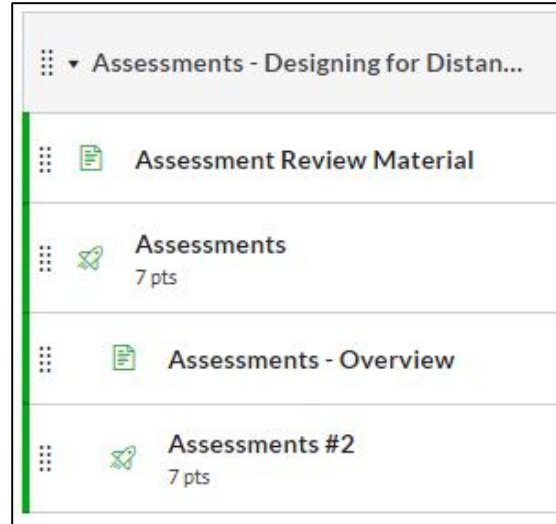 Assessments - Designing for Distan...
Assessment Review Material
Assessments
7 pts
Assessments - Overview
Assessments #2
7 pts